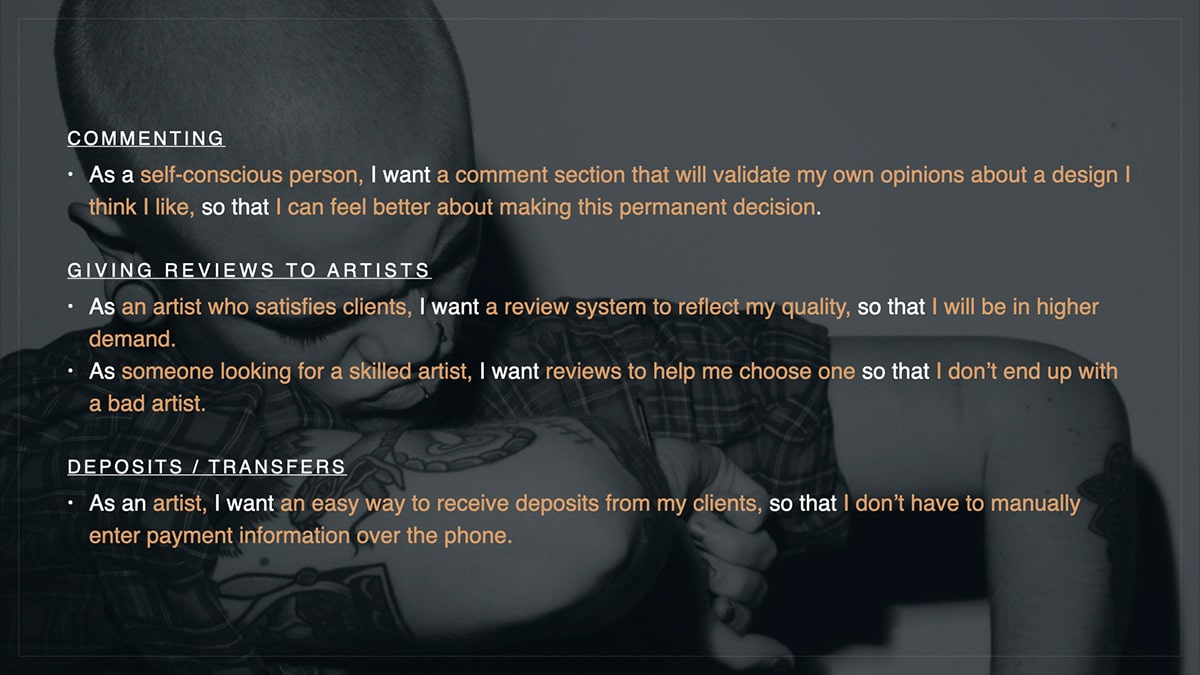 COMMENTING
• As a self-conscious person, I want a comment section that will validate my own opinions about a design I
think I like, so that I can feel better about making this permanent decision.
GIVING REVIEWS TO ARTISTS
• As an artist who satisfies clients, I want a review system to reflect my quality, so that I will be in higher
demand.
• As someone looking for a skilled artist, I want reviews to help me choose one so that I don’t end up with
a bad artist.
DEPOSITS / TRANSFERS
• As an artist, I want an easy way to receive deposits from my clients, so that I don’t have to manually
enter payment information over the phone.